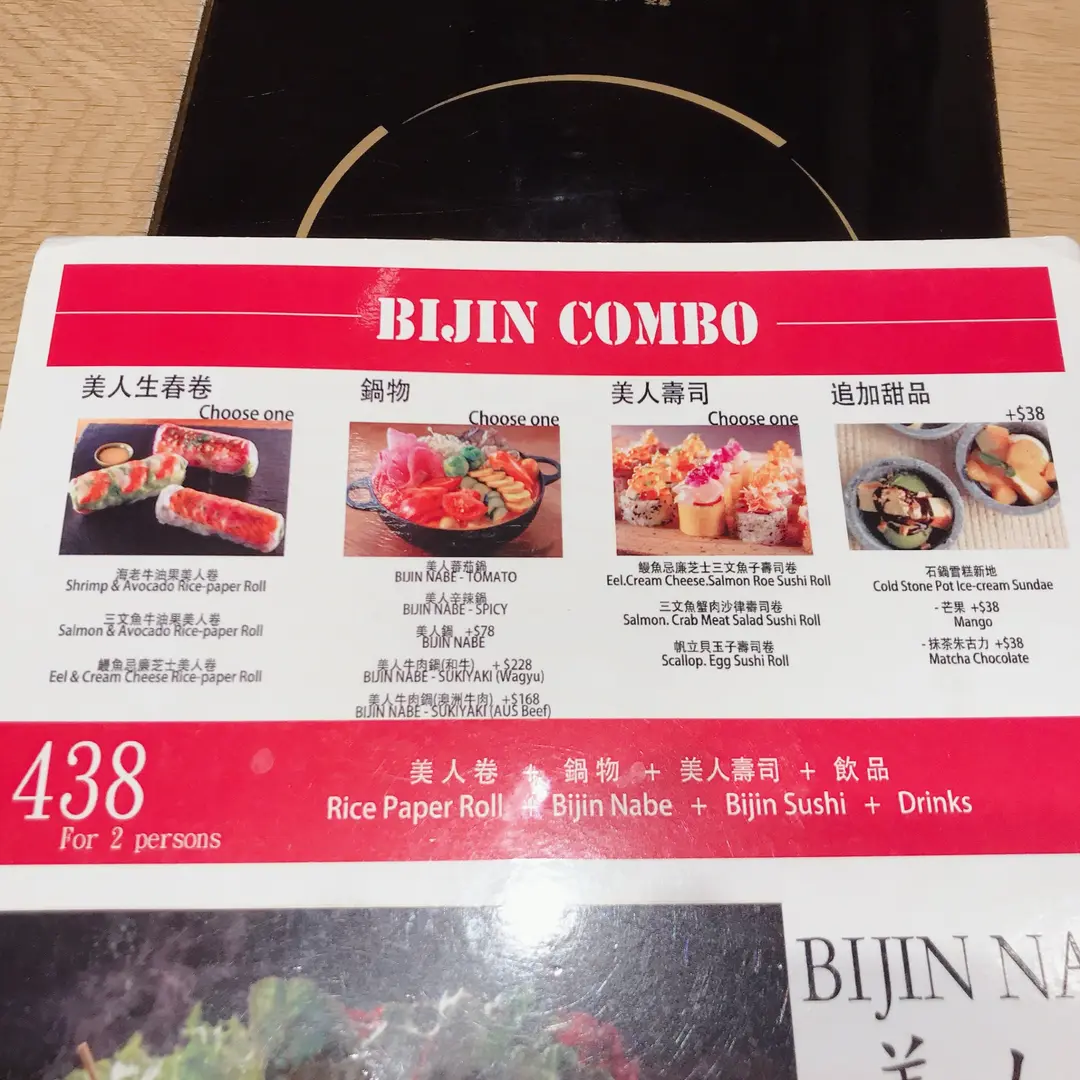 BIJIN COMBO
美人生春卷
Choose one
海老牛油果美人卷
Shrimp & Avocado Rice-paper Roll
三文魚牛油果美人卷
Salmon & Avocado Rice-paper Roll
鰻魚忌廉芝士美人卷
Eel & Cream Cheese Rice-paper Roll
鍋物
Choose one
美人蕃茄鍋
BIJIN NABE - TOMATO
美人辛辣鍋
BIJIN NABE - SPICY
美人鍋 +$78
BIJIN NABE
美人牛肉鍋(和牛) +$228
BIJIN NABE - SUKIYAKI (Wagyu)
美人牛肉鍋(澳洲牛肉) +$168
BIJIN NABE - SUKIYAKI (AUS Beef)
美人壽司
Choose one
鰻魚忌廉芝士三文魚子壽司卷
Eel.Cream Cheese.Salmon Roe Sushi Roll
三文魚蟹肉沙律壽司卷
Salmon. Crab Meat Salad Sushi Roll
帆立貝玉子壽司卷
Scallop. Egg Sushi Roll
追加甜品
+$38
石鍋雪糕新地
Cold Stone Pot Ice-cream Sundae
- 芒果 +$38
Mango
- 抹茶朱古力 +$38
Matcha Chocolate
438
For 2 persons
美人卷 + 鍋物 + 美人壽司 + 飲品
Rice Paper Roll + Bijin Nabe + Bijin Sushi + Drinks
BIJIN NA
美人